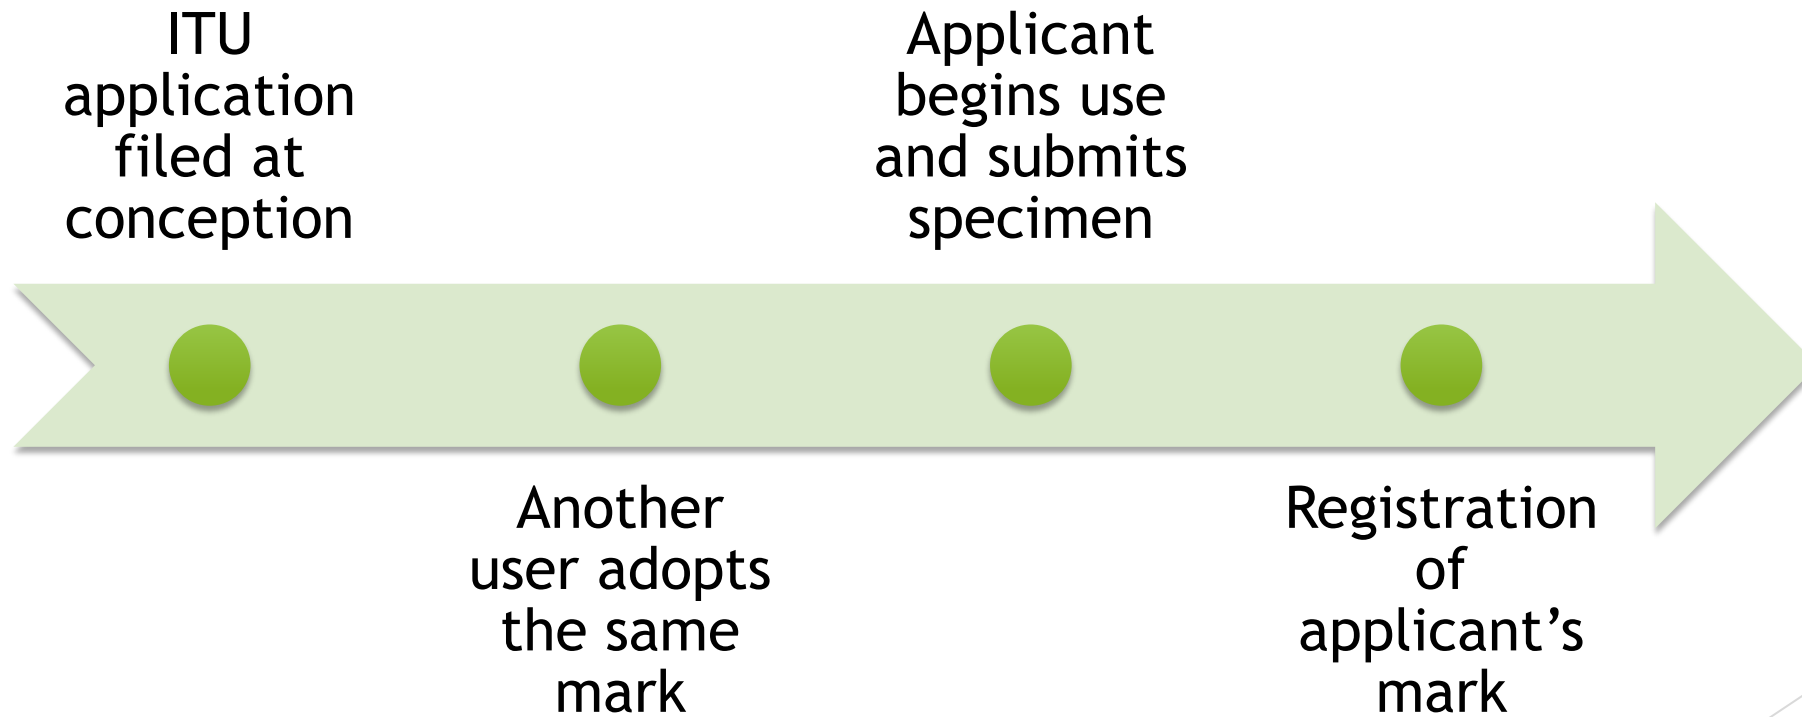 ITU
application
filed at
conception
Another
user adopts
the same
mark
Applicant
begins use
and submits
specimen
Registration
of
applicant’s
mark